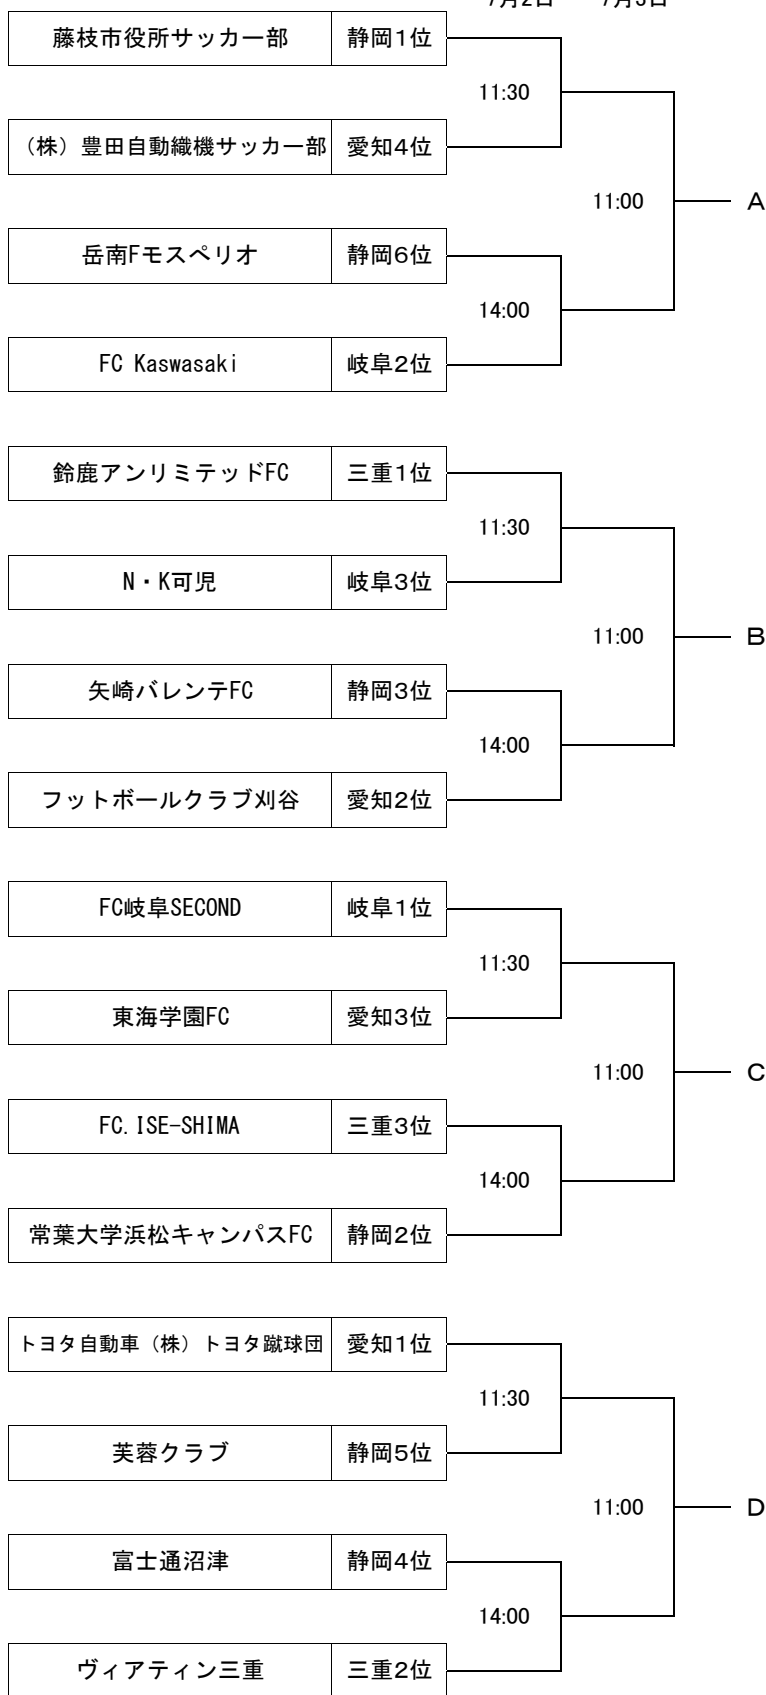 7月2日 7月3日
藤枝市役所サッカー部 静岡1位
11:30
（株）豊田自動織機サッカー部 愛知4位
11:00 A
岳南Fモスペリオ 静岡6位
14:00
FC Kaswasaki 岐阜2位
鈴鹿アンリミテッドFC 三重1位
11:30
N・K可児 岐阜3位
11:00 B
矢崎バレンテFC 静岡3位
14:00
フットボールクラブ刈谷 愛知2位
FC岐阜SECOND 岐阜1位
11:30
東海学園FC 愛知3位
11:00 C
FC.ISE-SHIMA 三重3位
14:00
常葉大学浜松キャンパスFC 静岡2位
トヨタ自動車（株）トヨタ蹴球団 愛知1位
11:30
芙蓉クラブ 静岡5位
11:00 D
富士通沼津 静岡4位
14:00
ヴィアティン三重 三重2位